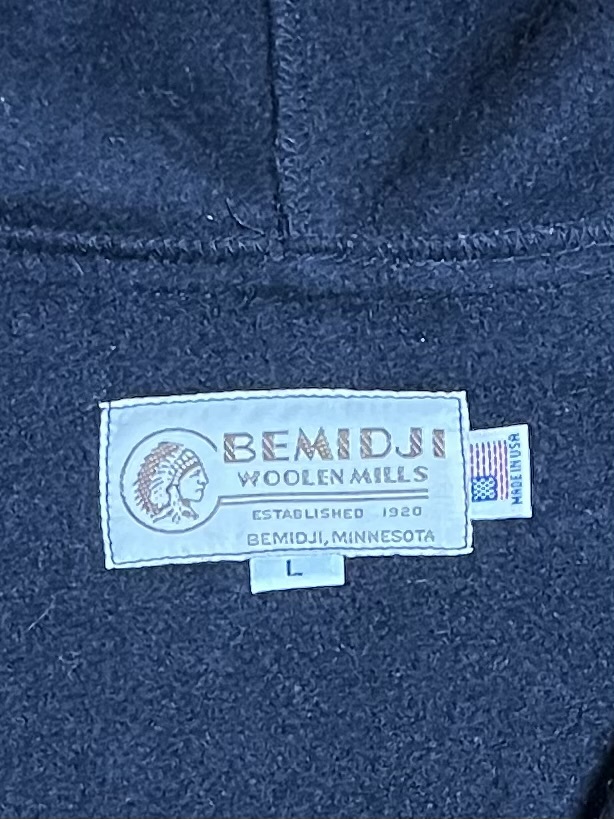 BEMIDJI
WOOLEN MILLS
ESTABLISHED 1920
BEMIDJI, MINNESOTA
L
MADE IN USA